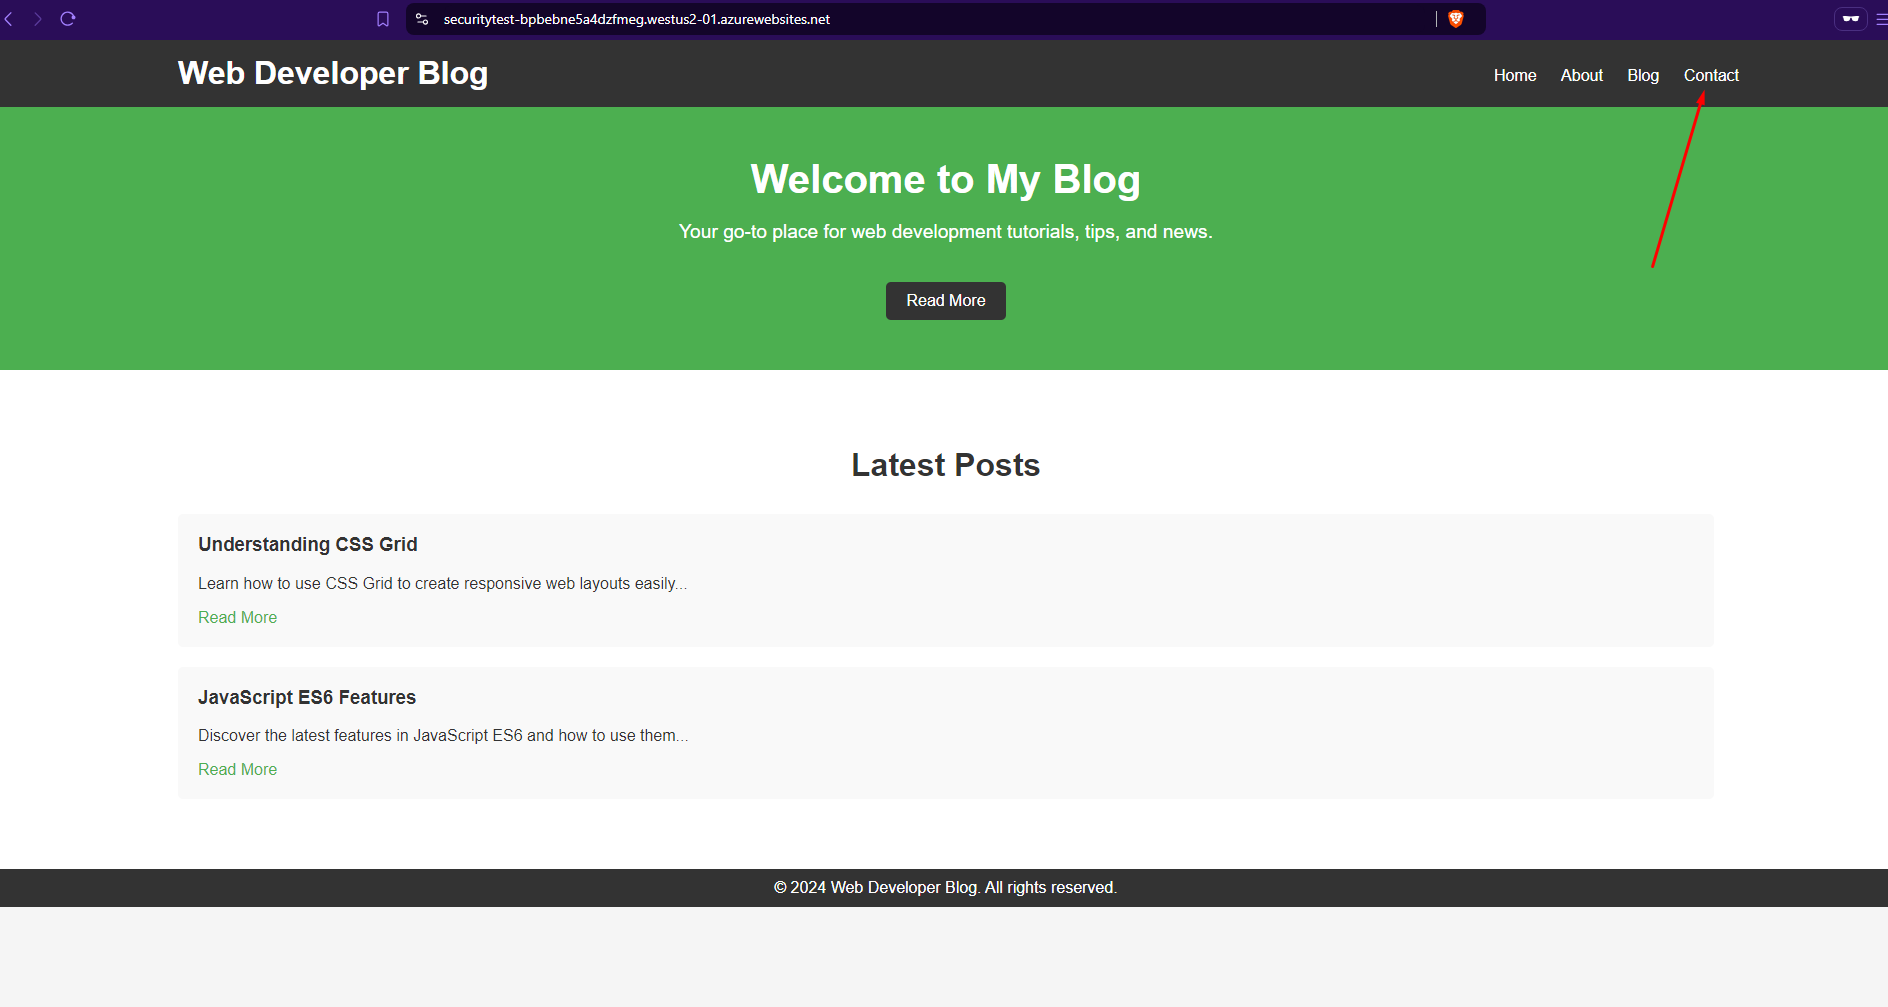 securitytest-bpbebne5a4dzfmeg.westus2-01.azurewebsites.net
Web Developer Blog
Home About Blog Contact
Welcome to My Blog
Your go-to place for web development tutorials, tips, and news.
Read More
Latest Posts
Understanding CSS Grid
Learn how to use CSS Grid to create responsive web layouts easily...
Read More
JavaScript ES6 Features
Discover the latest features in JavaScript ES6 and how to use them...
Read More
© 2024 Web Developer Blog. All rights reserved.